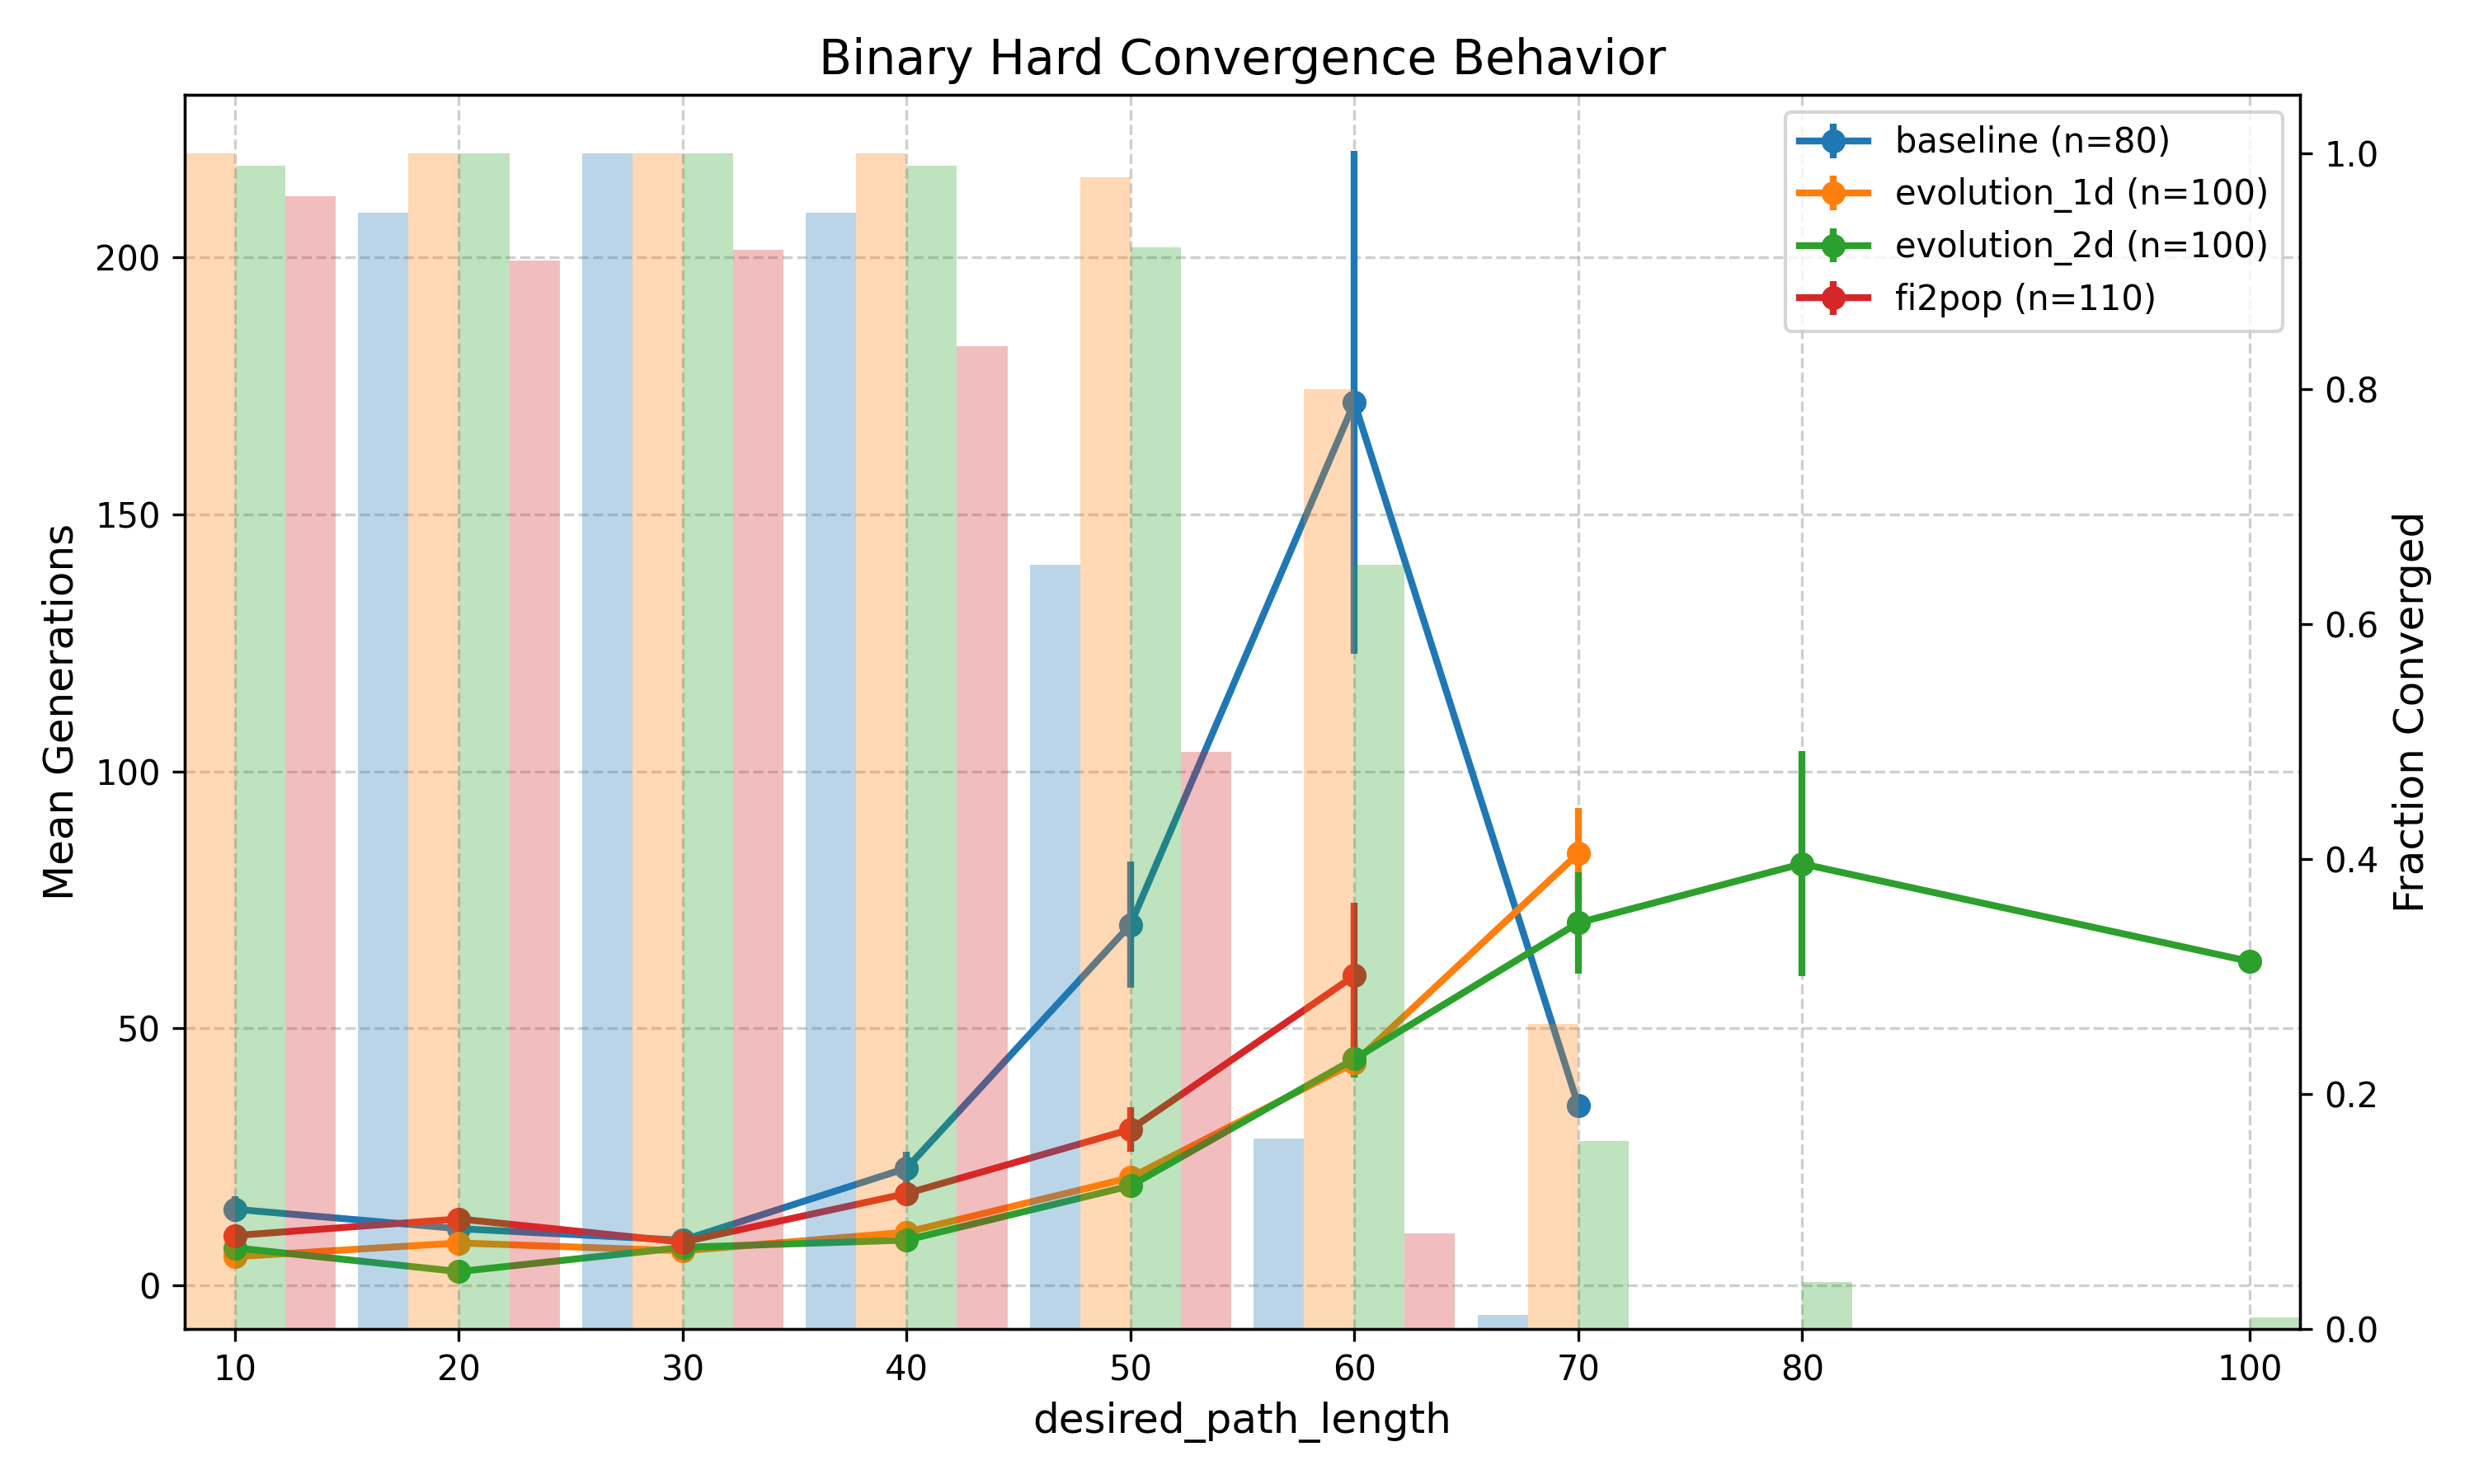 Binary Hard Convergence Behavior
baseline (n=80)
evolution_1d (n=100)
evolution_2d (n=100)
fi2pop (n=110)
Mean Generations
200
150
100
50
0
1.0
0.8
0.6
0.4
0.2
0.0
Fraction Converged
10 20 30 40 50 60 70 80 100
desired_path_length